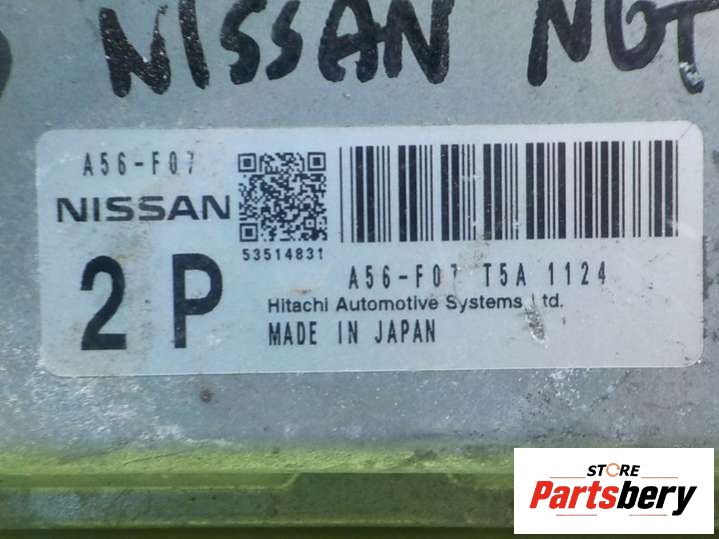 NISSAN NOT
A56-F07
NISSAN
53514831
2P
A56-F07 T5A 1124
Hitachi Automotive Systems Ltd.
MADE IN JAPAN
STORE
Partsbery